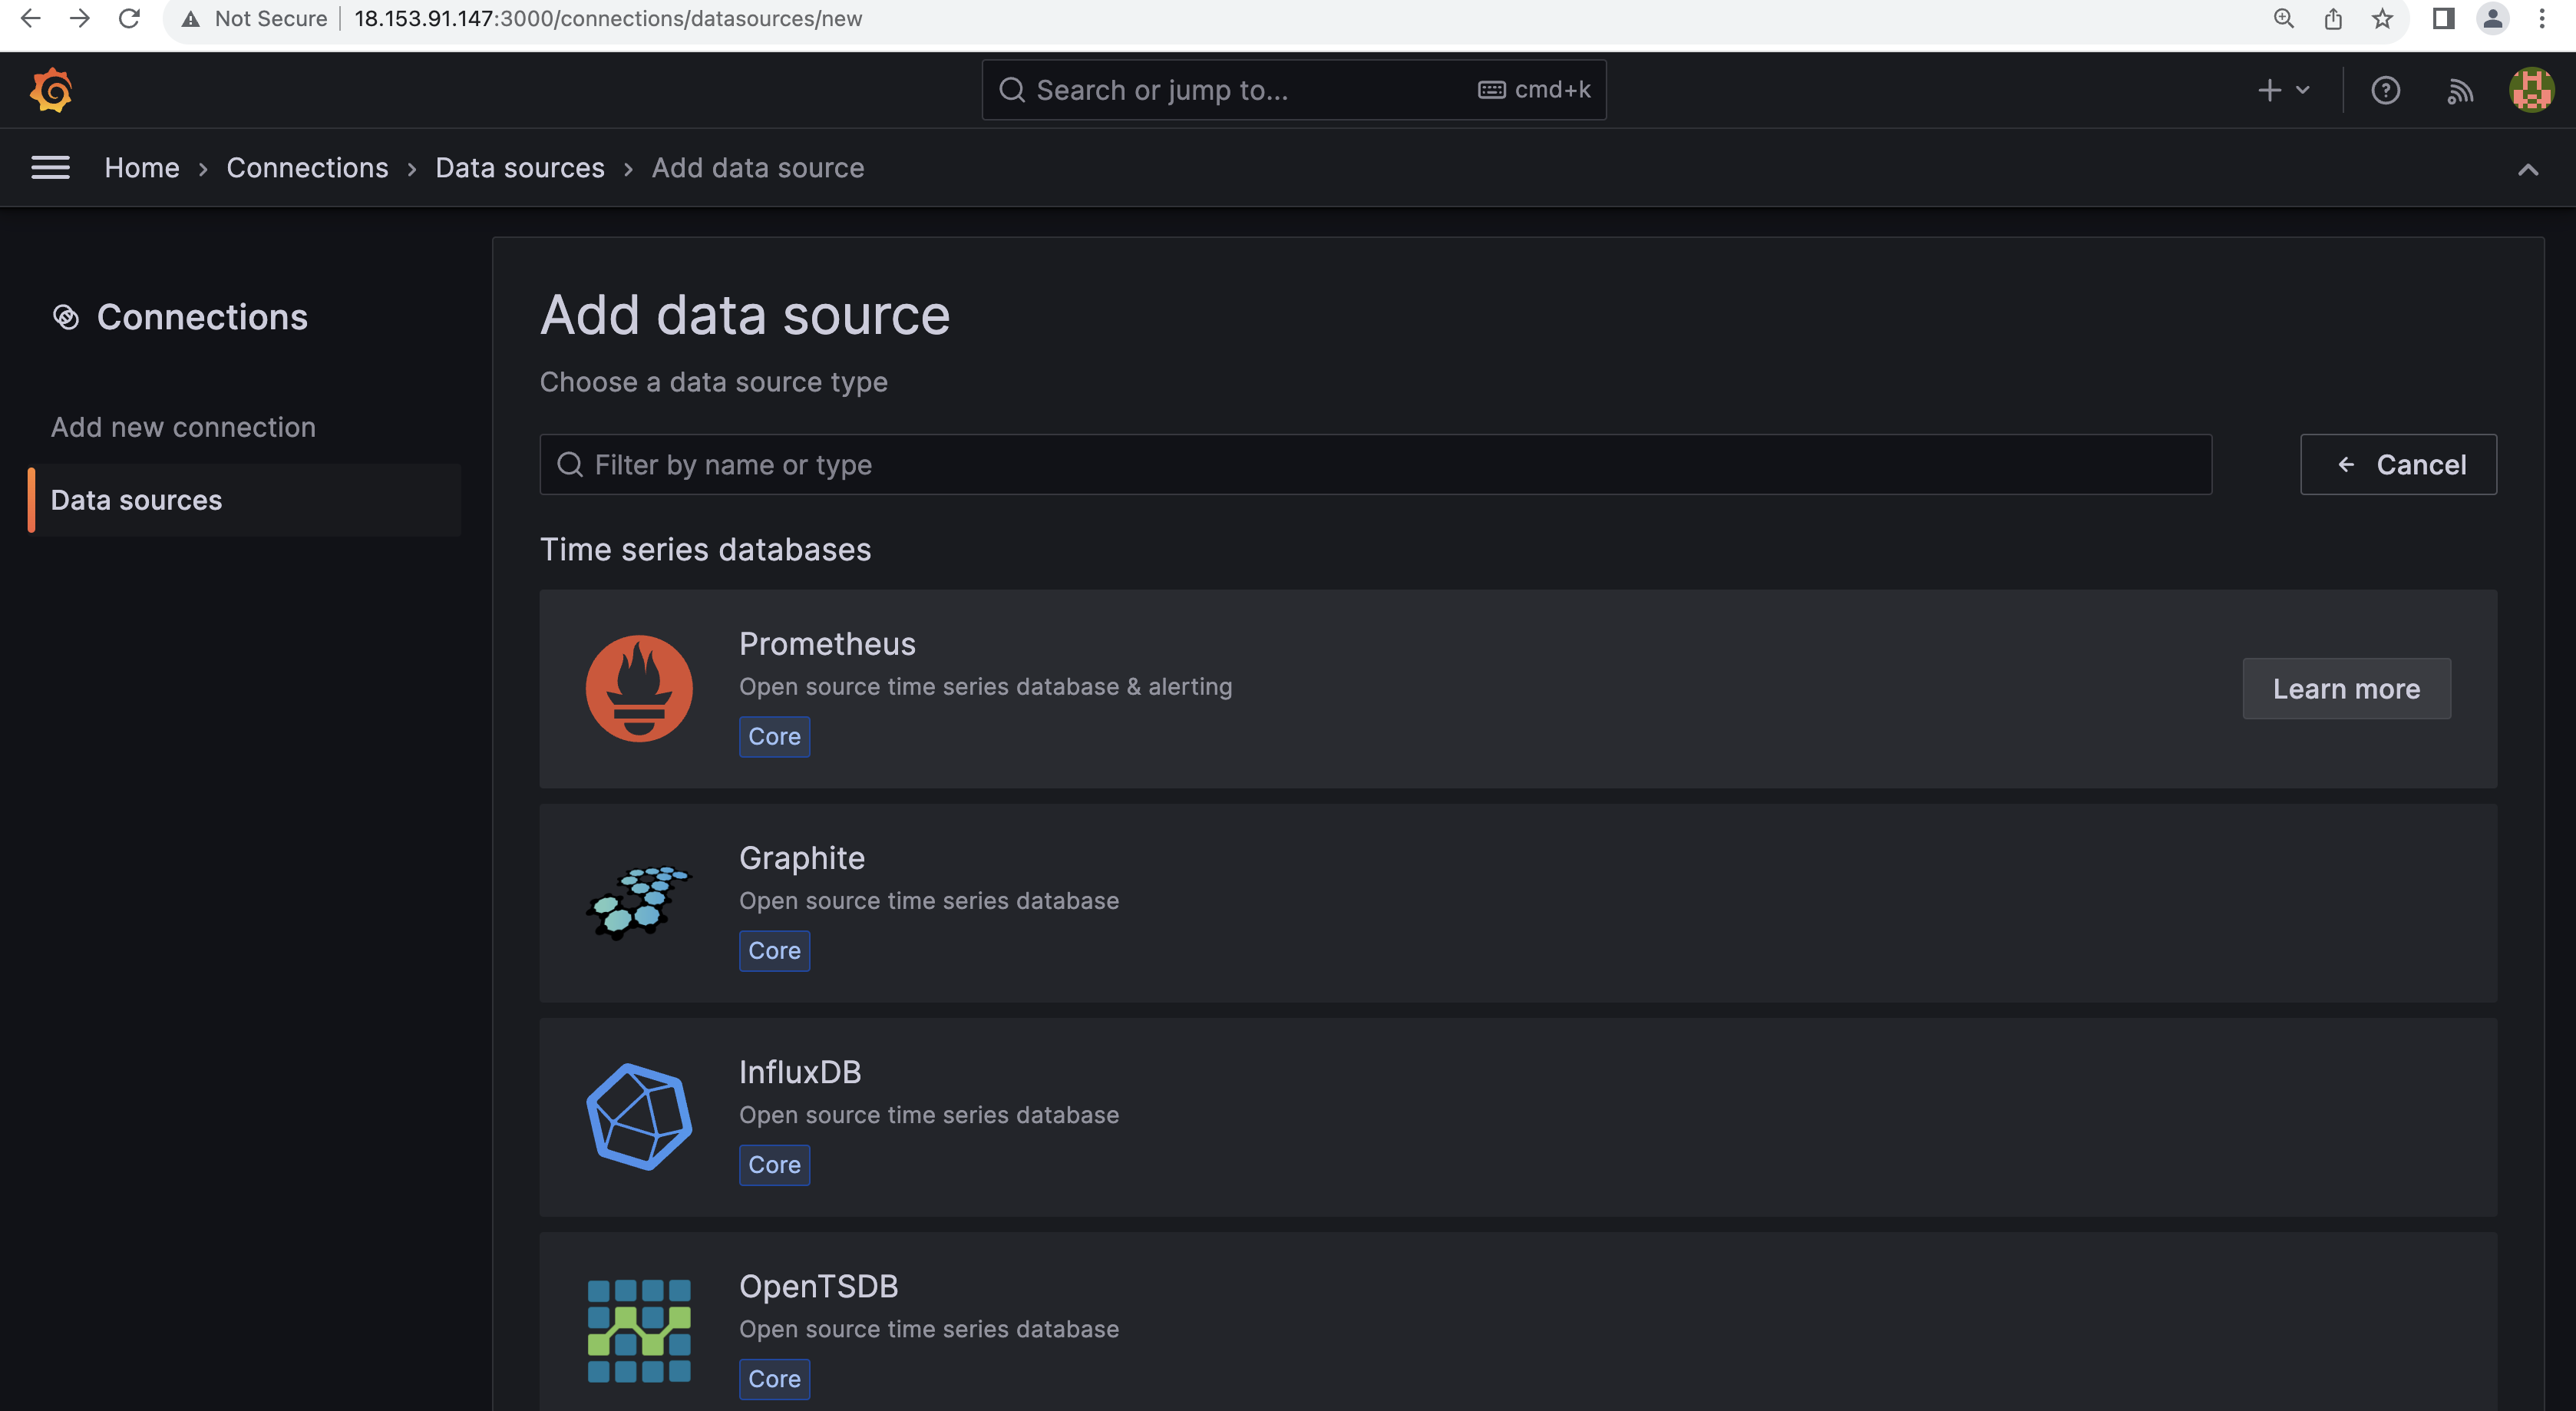 Not Secure 18.153.91.147:3000/connections/datasources/new
Search or jump to... cmd+k
Home › Connections › Data sources › Add data source
Connections
Add new connection
Data sources
Add data source
Choose a data source type
Filter by name or type
Cancel
Time series databases
Prometheus
Open source time series database & alerting
Core
Learn more
Graphite
Open source time series database
Core
InfluxDB
Open source time series database
Core
OpenTSDB
Open source time series database
Core